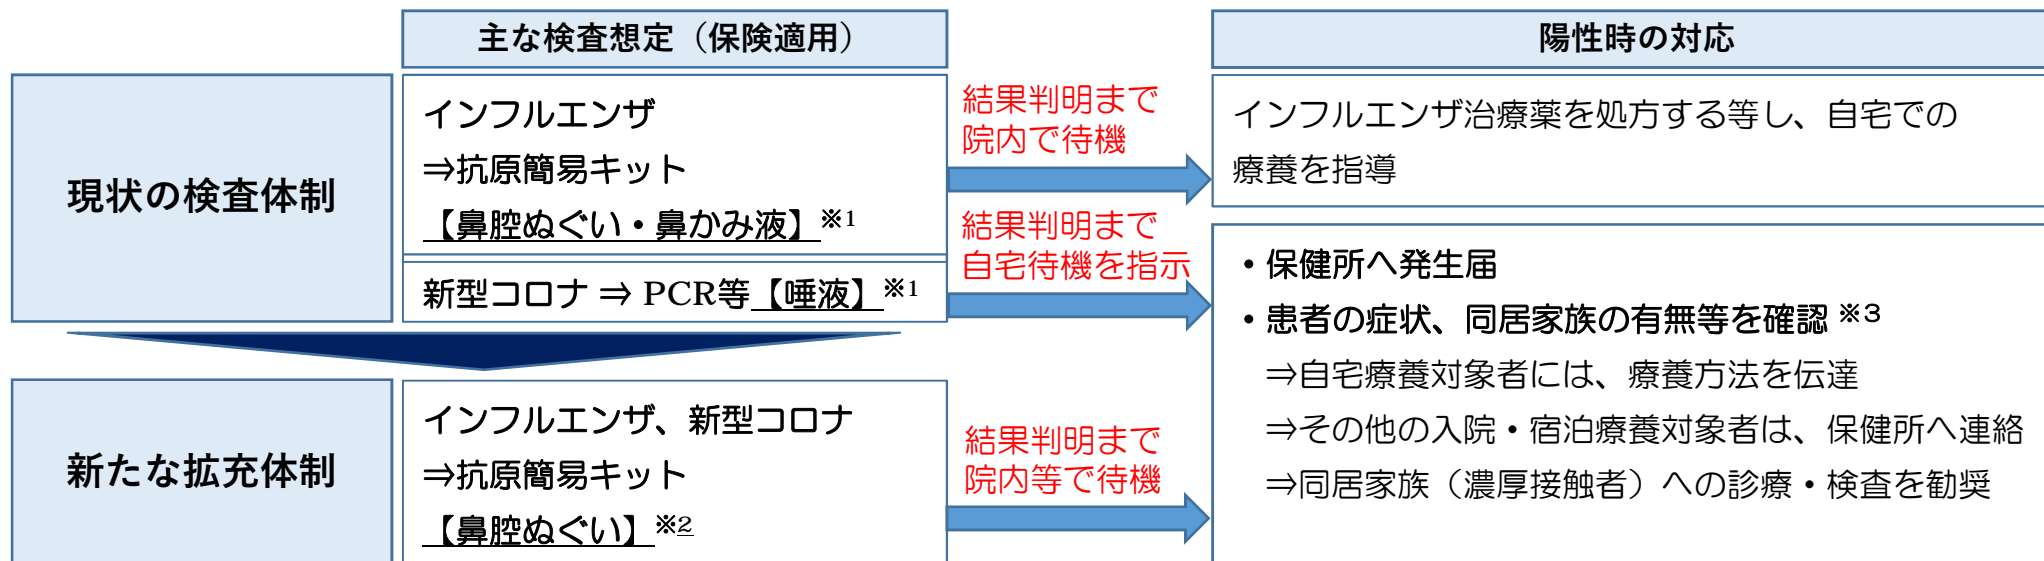 主な検査想定（保険適用）
陽性時の対応
現状の検査体制
インフルエンザ
⇒抗原簡易キット
【鼻腔ぬぐい・鼻かみ液】※1
新型コロナ ⇒ PCR等【唾液】※1
結果判明まで
院内で待機
結果判明まで
自宅待機を指示
インフルエンザ治療薬を処方する等し、自宅での
療養を指導
・保健所へ発生届
・患者の症状、同居家族の有無等を確認 ※3
⇒自宅療養対象者には、療養方法を伝達
⇒その他の入院・宿泊療養対象者は、保健所へ連絡
⇒同居家族（濃厚接触者）への診療・検査を勧奨
新たな拡充体制
インフルエンザ、新型コロナ
⇒抗原簡易キット
【鼻腔ぬぐい】※2
結果判明まで
院内等で待機